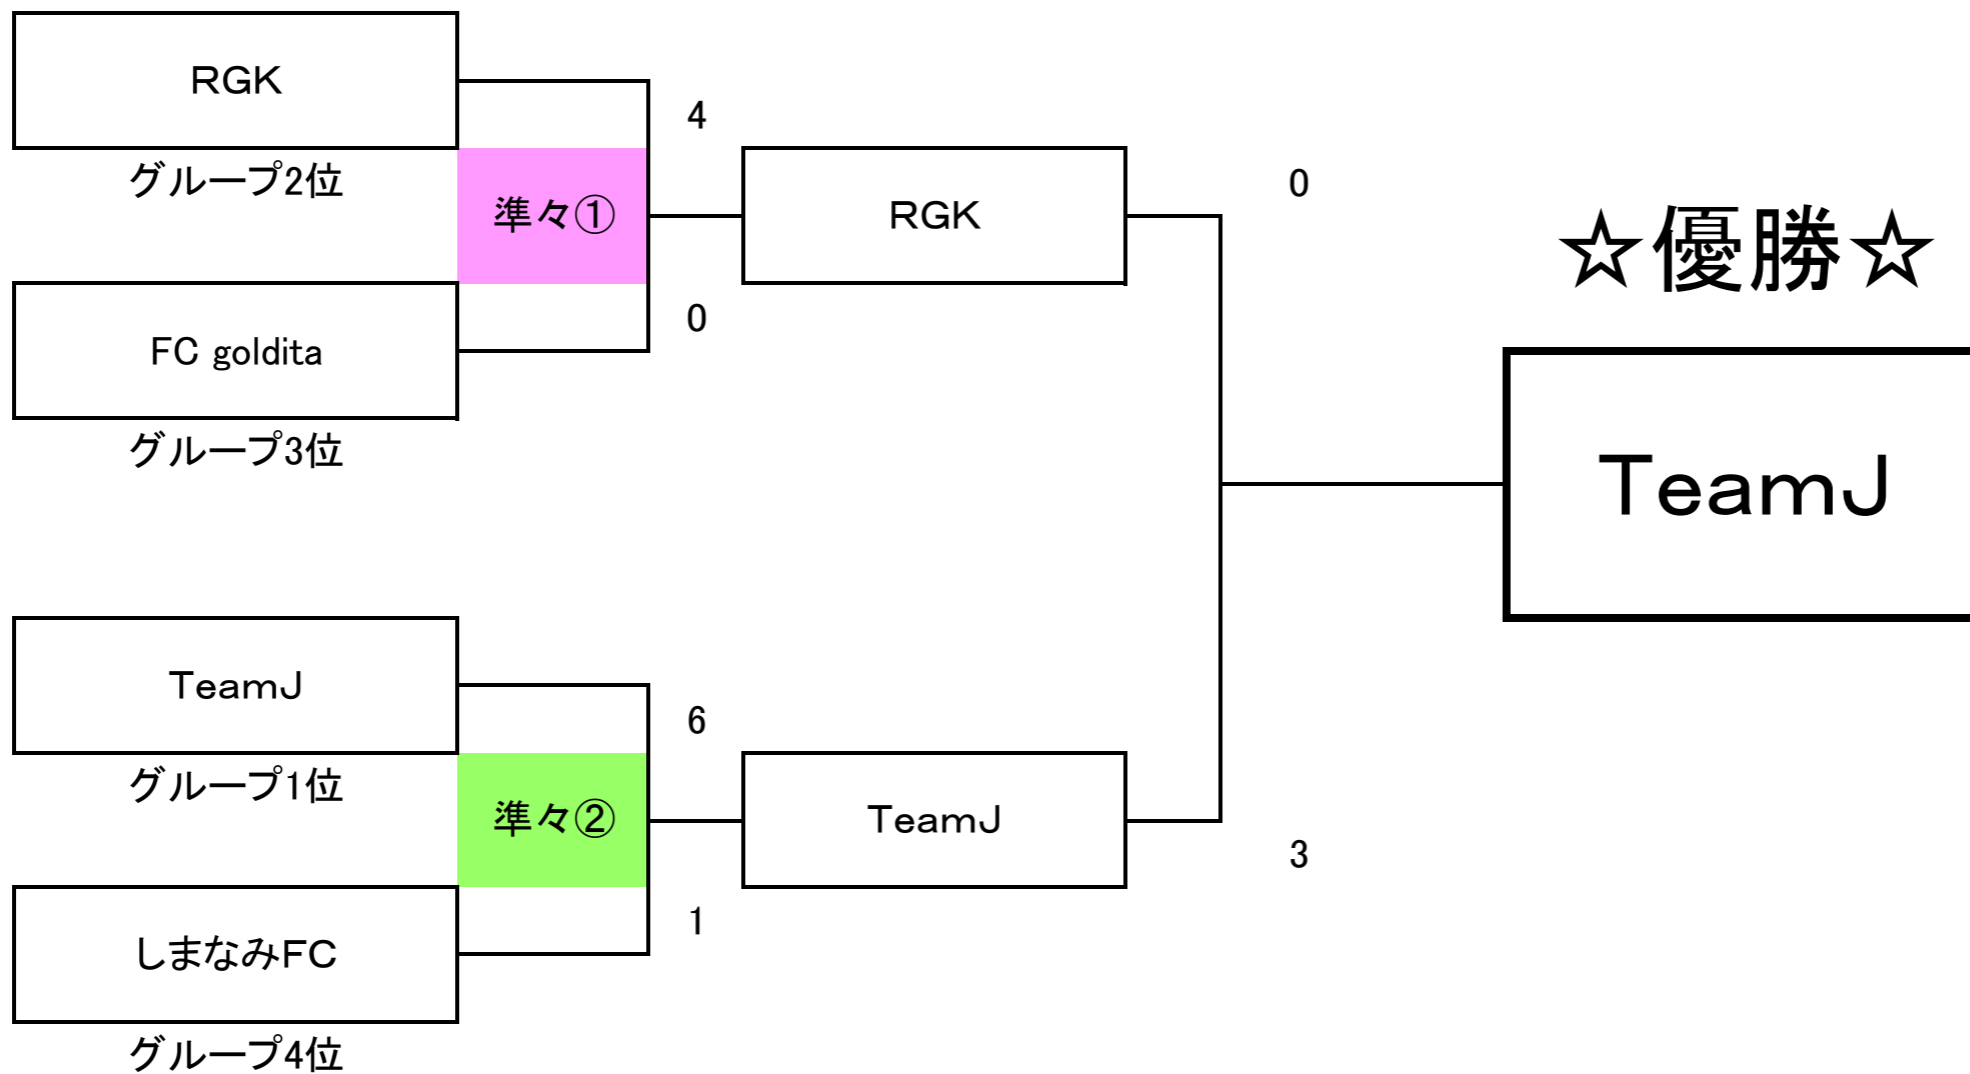 RGK
グループ2位
準々①
4
0
FC goldita
グループ3位
RGK
0
☆優勝☆
TeamJ
TeamJ
グループ1位
準々②
6
1
しまなみFC
グループ4位
TeamJ
3